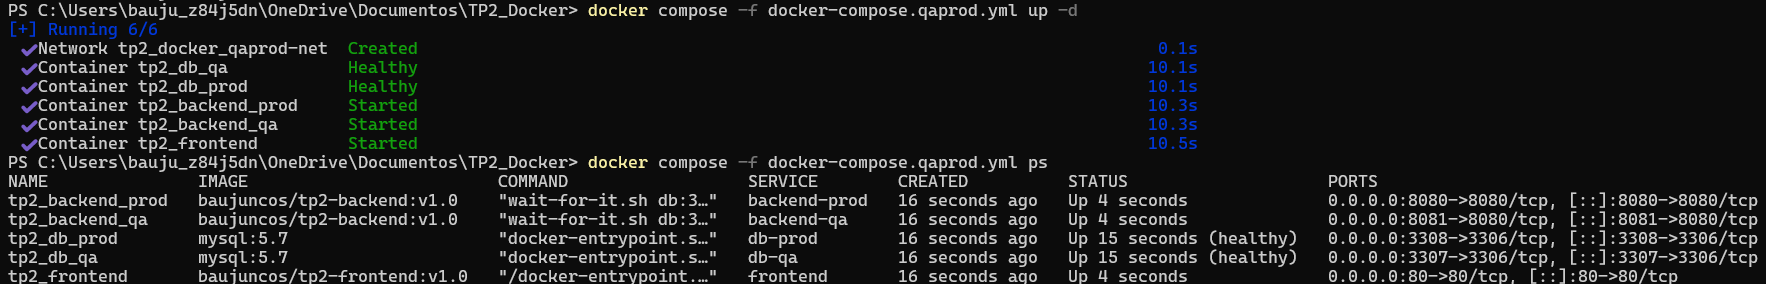 PS C:\Users\bauju_z84j5dn\OneDrive\Documentos\TP2_Docker> docker compose -f docker-compose.qaprod.yml up -d
[+] Running 6/6
✔Network tp2_docker_qaprod-net  Created  0.1s
✔Container tp2_db_qa  Healthy  10.1s
✔Container tp2_db_prod  Healthy  10.1s
✔Container tp2_backend_prod  Started  10.3s
✔Container tp2_backend_qa  Started  10.3s
✔Container tp2_frontend  Started  10.5s
PS C:\Users\bauju_z84j5dn\OneDrive\Documentos\TP2_Docker> docker compose -f docker-compose.qaprod.yml ps
NAME  IMAGE  COMMAND  SERVICE  CREATED  STATUS  PORTS
tp2_backend_prod  baujuncos/tp2-backend:v1.0  "wait-for-it.sh db:3…"  backend-prod  16 seconds ago  Up 4 seconds  0.0.0.0:8080->8080/tcp, [::]:8080->8080/tcp
tp2_backend_qa  baujuncos/tp2-backend:v1.0  "wait-for-it.sh db:3…"  backend-qa  16 seconds ago  Up 4 seconds  0.0.0.0:8081->8080/tcp, [::]:8081->8080/tcp
tp2_db_prod  mysql:5.7  "docker-entrypoint.s…"  db-prod  16 seconds ago  Up 15 seconds (healthy)  0.0.0.0:3308->3306/tcp, [::]:3308->3306/tcp
tp2_db_qa  mysql:5.7  "docker-entrypoint.s…"  db-qa  16 seconds ago  Up 15 seconds (healthy)  0.0.0.0:3307->3306/tcp, [::]:3307->3306/tcp
tp2_frontend  baujuncos/tp2-frontend:v1.0  "/docker-entrypoint.…"  frontend  16 seconds ago  Up 4 seconds  0.0.0.0:80->80/tcp, [::]:80->80/tcp